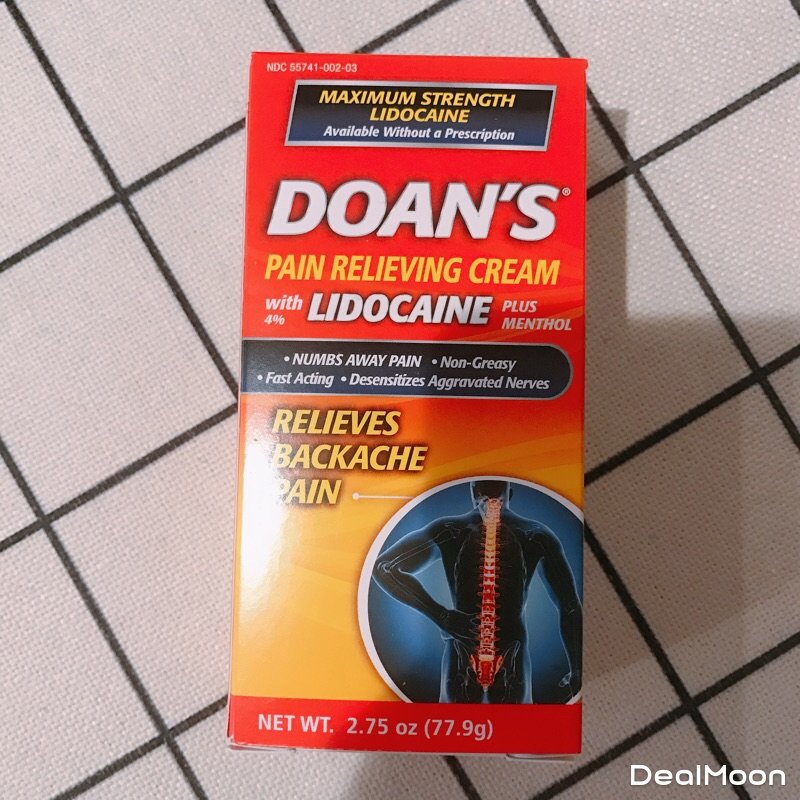 NDC 55741-002-03
MAXIMUM STRENGTH
LIDOCAINE
Available Without a Prescription
DOAN'S®
PAIN RELIEVING CREAM
with 4% LIDOCAINE PLUS MENTHOL
• NUMBS AWAY PAIN • Non-Greasy
• Fast Acting • Desensitizes Aggravated Nerves
RELIEVES
BACKACHE
PAIN
NET WT. 2.75 oz (77.9g)
DealMoon